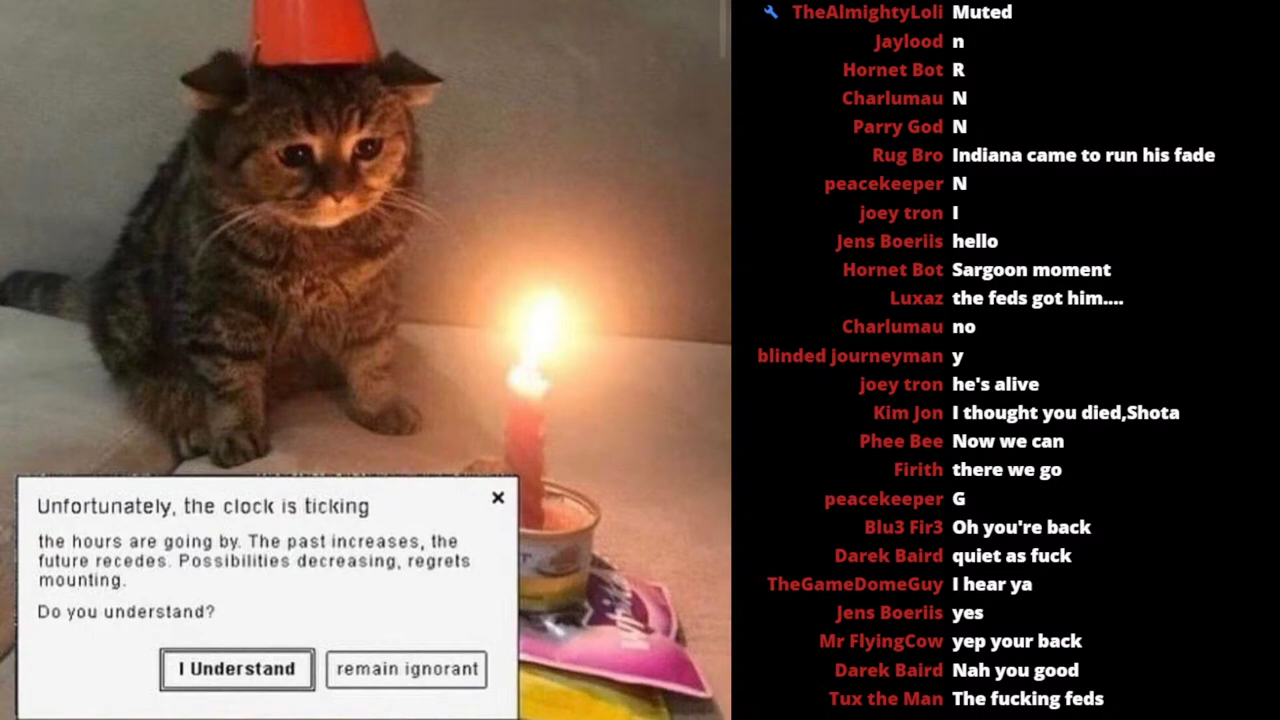 Unfortunately, the clock is ticking
the hours are going by. The past increases, the
future recedes. Possibilities decreasing, regrets
mounting.
Do you understand?
I Understand
remain ignorant
TheAlmightyLoli Muted
Jaylood n
Hornet Bot R
Charlumau N
Parry God N
Rug Bro Indiana came to run his fade
peacekeeper N
joey tron I
Jens Boeriis hello
Hornet Bot Sargoon moment
Luxaz the feds got him....
Charlumau no
blinded journeyman y
joey tron he's alive
Kim Jon I thought you died,Shota
Phee Bee Now we can
Firith there we go
peacekeeper G
Blu3 Fir3 Oh you're back
Darek Baird quiet as fuck
TheGameDomeGuy I hear ya
Jens Boeriis yes
Mr FlyingCow yep your back
Darek Baird Nah you good
Tux the Man The fucking feds